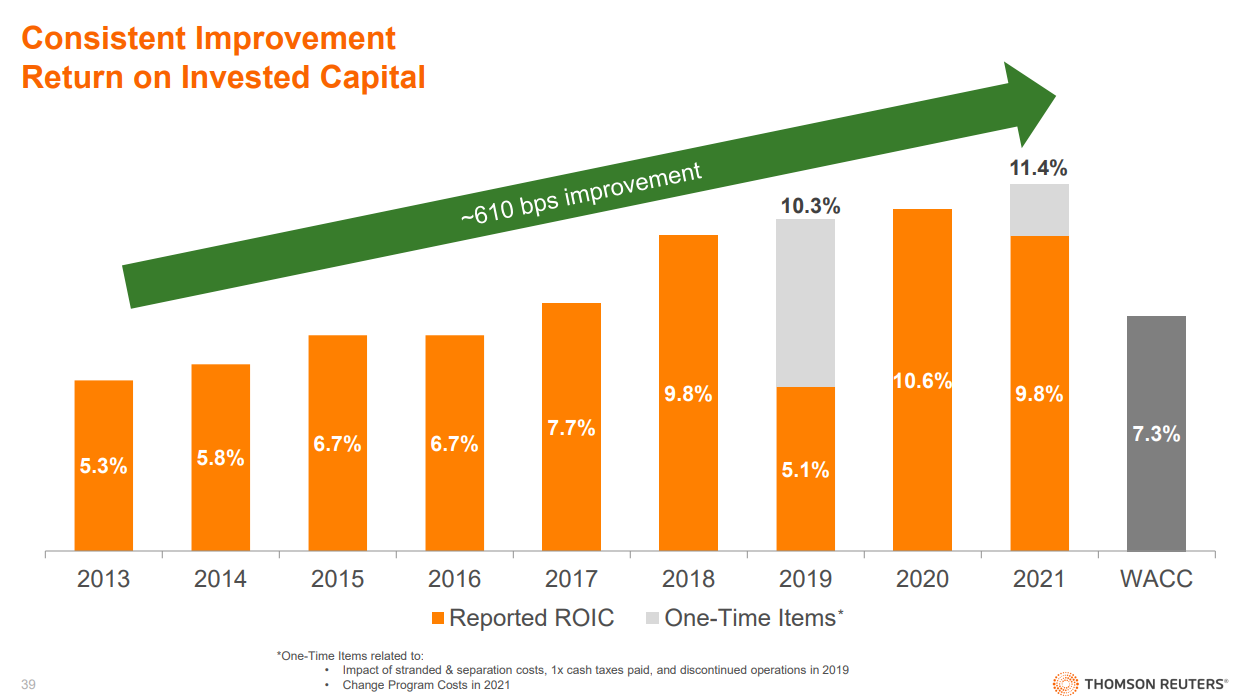 Consistent Improvement
Return on Invested Capital
~610 bps improvement
11.4%
10.3%
5.3%
5.8%
6.7%
6.7%
7.7%
9.8%
5.1%
10.6%
9.8%
7.3%
2013 2014 2015 2016 2017 2018 2019 2020 2021 WACC
Reported ROIC One-Time Items*
*One-Time Items related to:
• Impact of stranded & separation costs, 1x cash taxes paid, and discontinued operations in 2019
• Change Program Costs in 2021
39
THOMSON REUTERS®